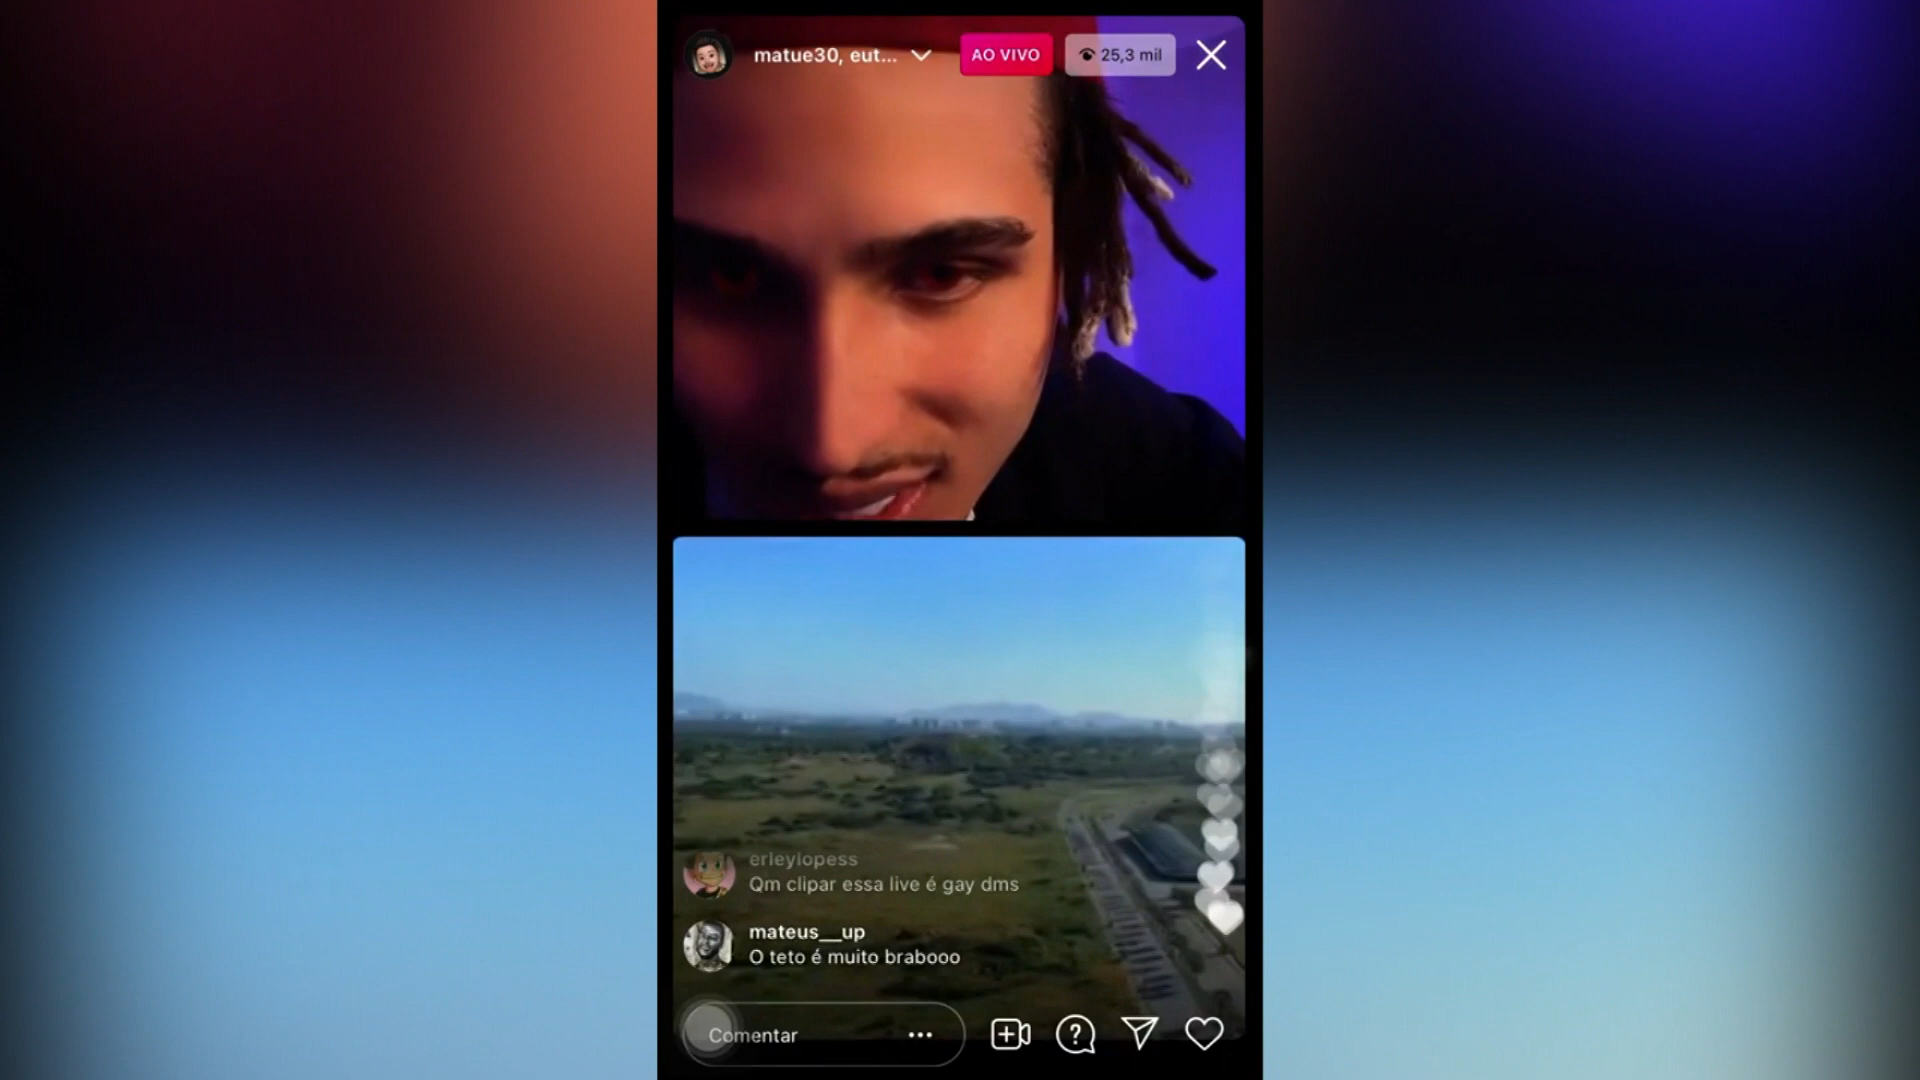 matue30, eut...
AO VIVO
25,3 mil
erleylopess
Qm clipar essa live é gay dms
mateus__up
O teto é muito brabooo
Comentar